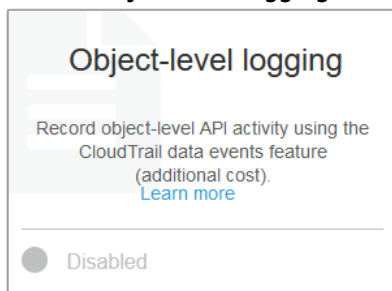 Object-level logging
Record object-level API activity using the
CloudTrail data events feature
(additional cost).
Learn more
Disabled